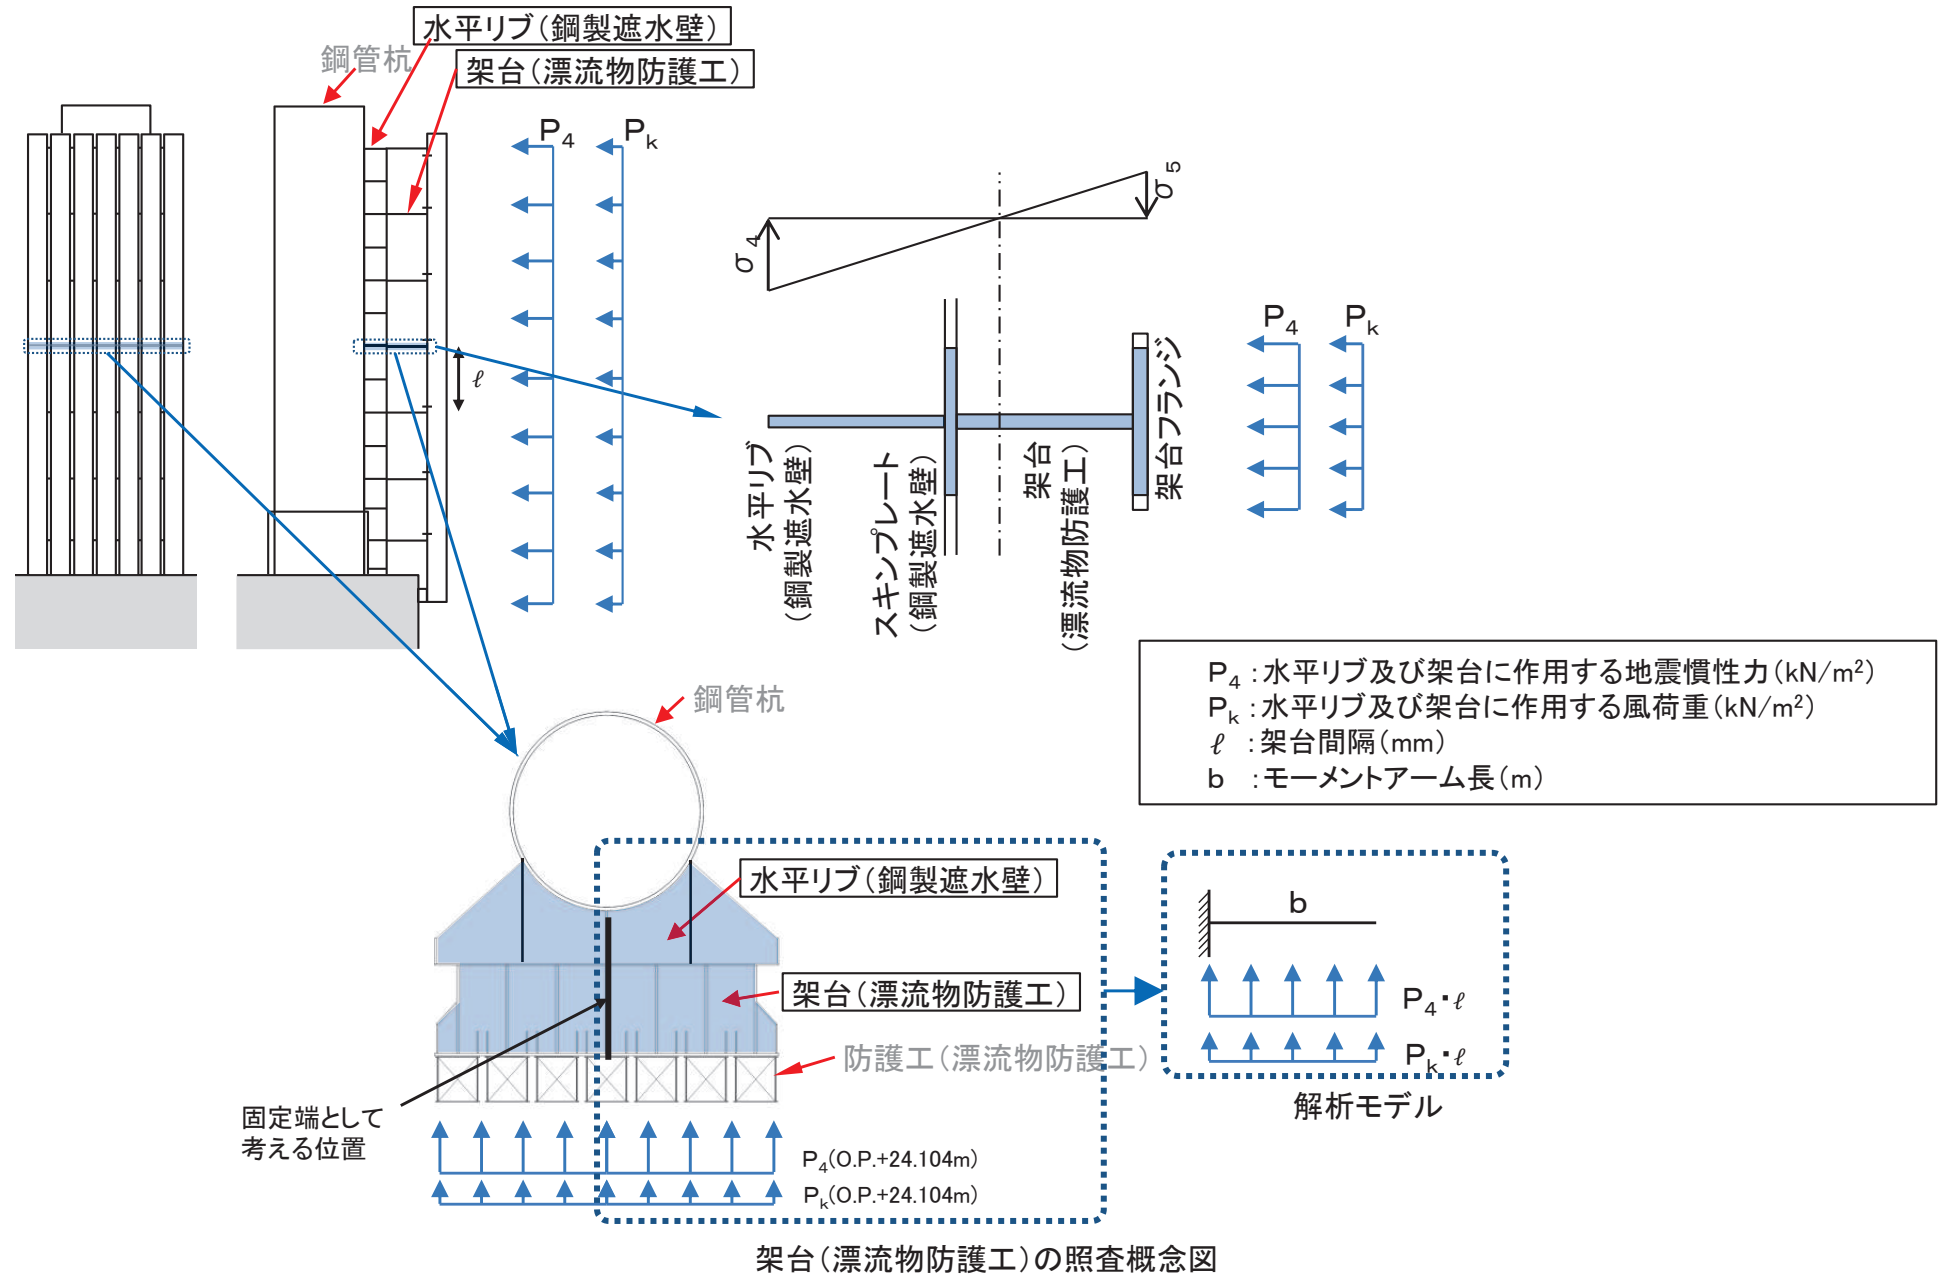 水平リブ（鋼製遮水壁）
鋼管杭
架台（漂流物防護工）
P4
Pk
ℓ
σ4
σ5
P4
Pk
水平リブ
（鋼製遮水壁）
スキンプレート
（鋼製遮水壁）
架台
（漂流物防護工）
架台フランジ
P4：水平リブ及び架台に作用する地震慣性力（kN/m²）
Pk：水平リブ及び架台に作用する風荷重（kN/m²）
ℓ：架台間隔（mm）
b：モーメントアーム長（m）
鋼管杭
水平リブ（鋼製遮水壁）
架台（漂流物防護工）
防護工（漂流物防護工）
固定端として
考える位置
P4（O.P.+24.104m）
Pk（O.P.+24.104m）
b
P4・ℓ
Pk・ℓ
解析モデル
架台（漂流物防護工）の照査概念図